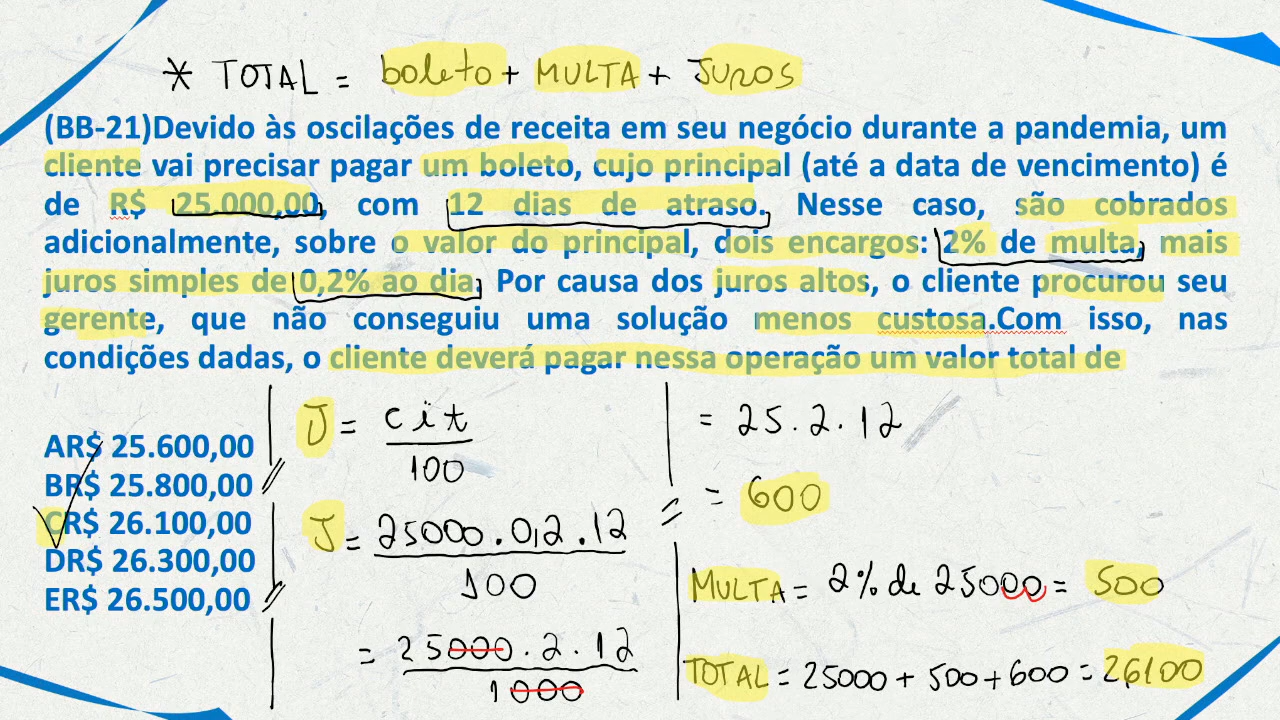 * TOTAL = boleto + MULTA + JUROS
(BB-21)Devido às oscilações de receita em seu negócio durante a pandemia, um
cliente vai precisar pagar um boleto, cujo principal (até a data de vencimento) é
de R$ 25.000,00, com 12 dias de atraso. Nesse caso, são cobrados
adicionalmente, sobre o valor do principal, dois encargos: 2% de multa, mais
juros simples de 0,2% ao dia. Por causa dos juros altos, o cliente procurou seu
gerente, que não conseguiu uma solução menos custosa.Com isso, nas
condições dadas, o cliente deverá pagar nessa operação um valor total de
AR$ 25.600,00
BR$ 25.800,00
CR$ 26.100,00
DR$ 26.300,00
ER$ 26.500,00
J = cit
100
J = 25000.0,2.12
100
= 25000.2.12
1000
= 25.2.12
= 600
MULTA = 2% de 25000 = 500
TOTAL = 25000 + 500 + 600 = 26100